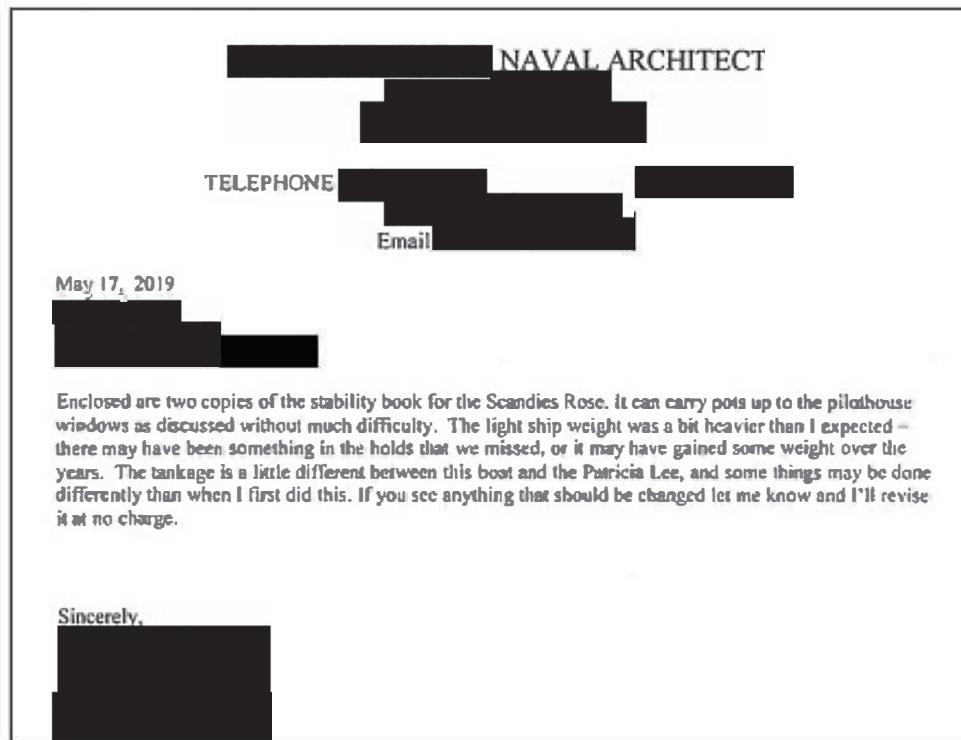 NAVAL ARCHITECT
TELEPHONE
Email
May 17, 2019
Enclosed are two copies of the stability book for the Scandies Rose. It can carry pots up to the pilothouse
windows as discussed without much difficulty. The light ship weight was a bit heavier than I expected –
there may have been something in the holds that we missed, or it may have gained some weight over the
years. The tankage is a little different between this boat and the Patricia Lee, and some things may be done
differently than when I first did this. If you see anything that should be changed let me know and I'll revise
it at no charge.
Sincerely,